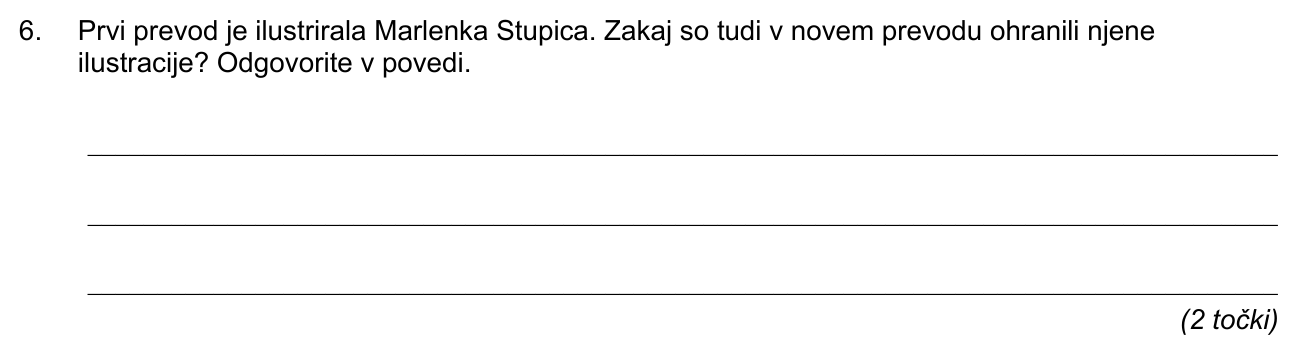 6. Prvi prevod je ilustrirala Marlenka Stupica. Zakaj so tudi v novem prevodu ohranili njene
ilustracije? Odgovorite v povedi.
(2 točki)